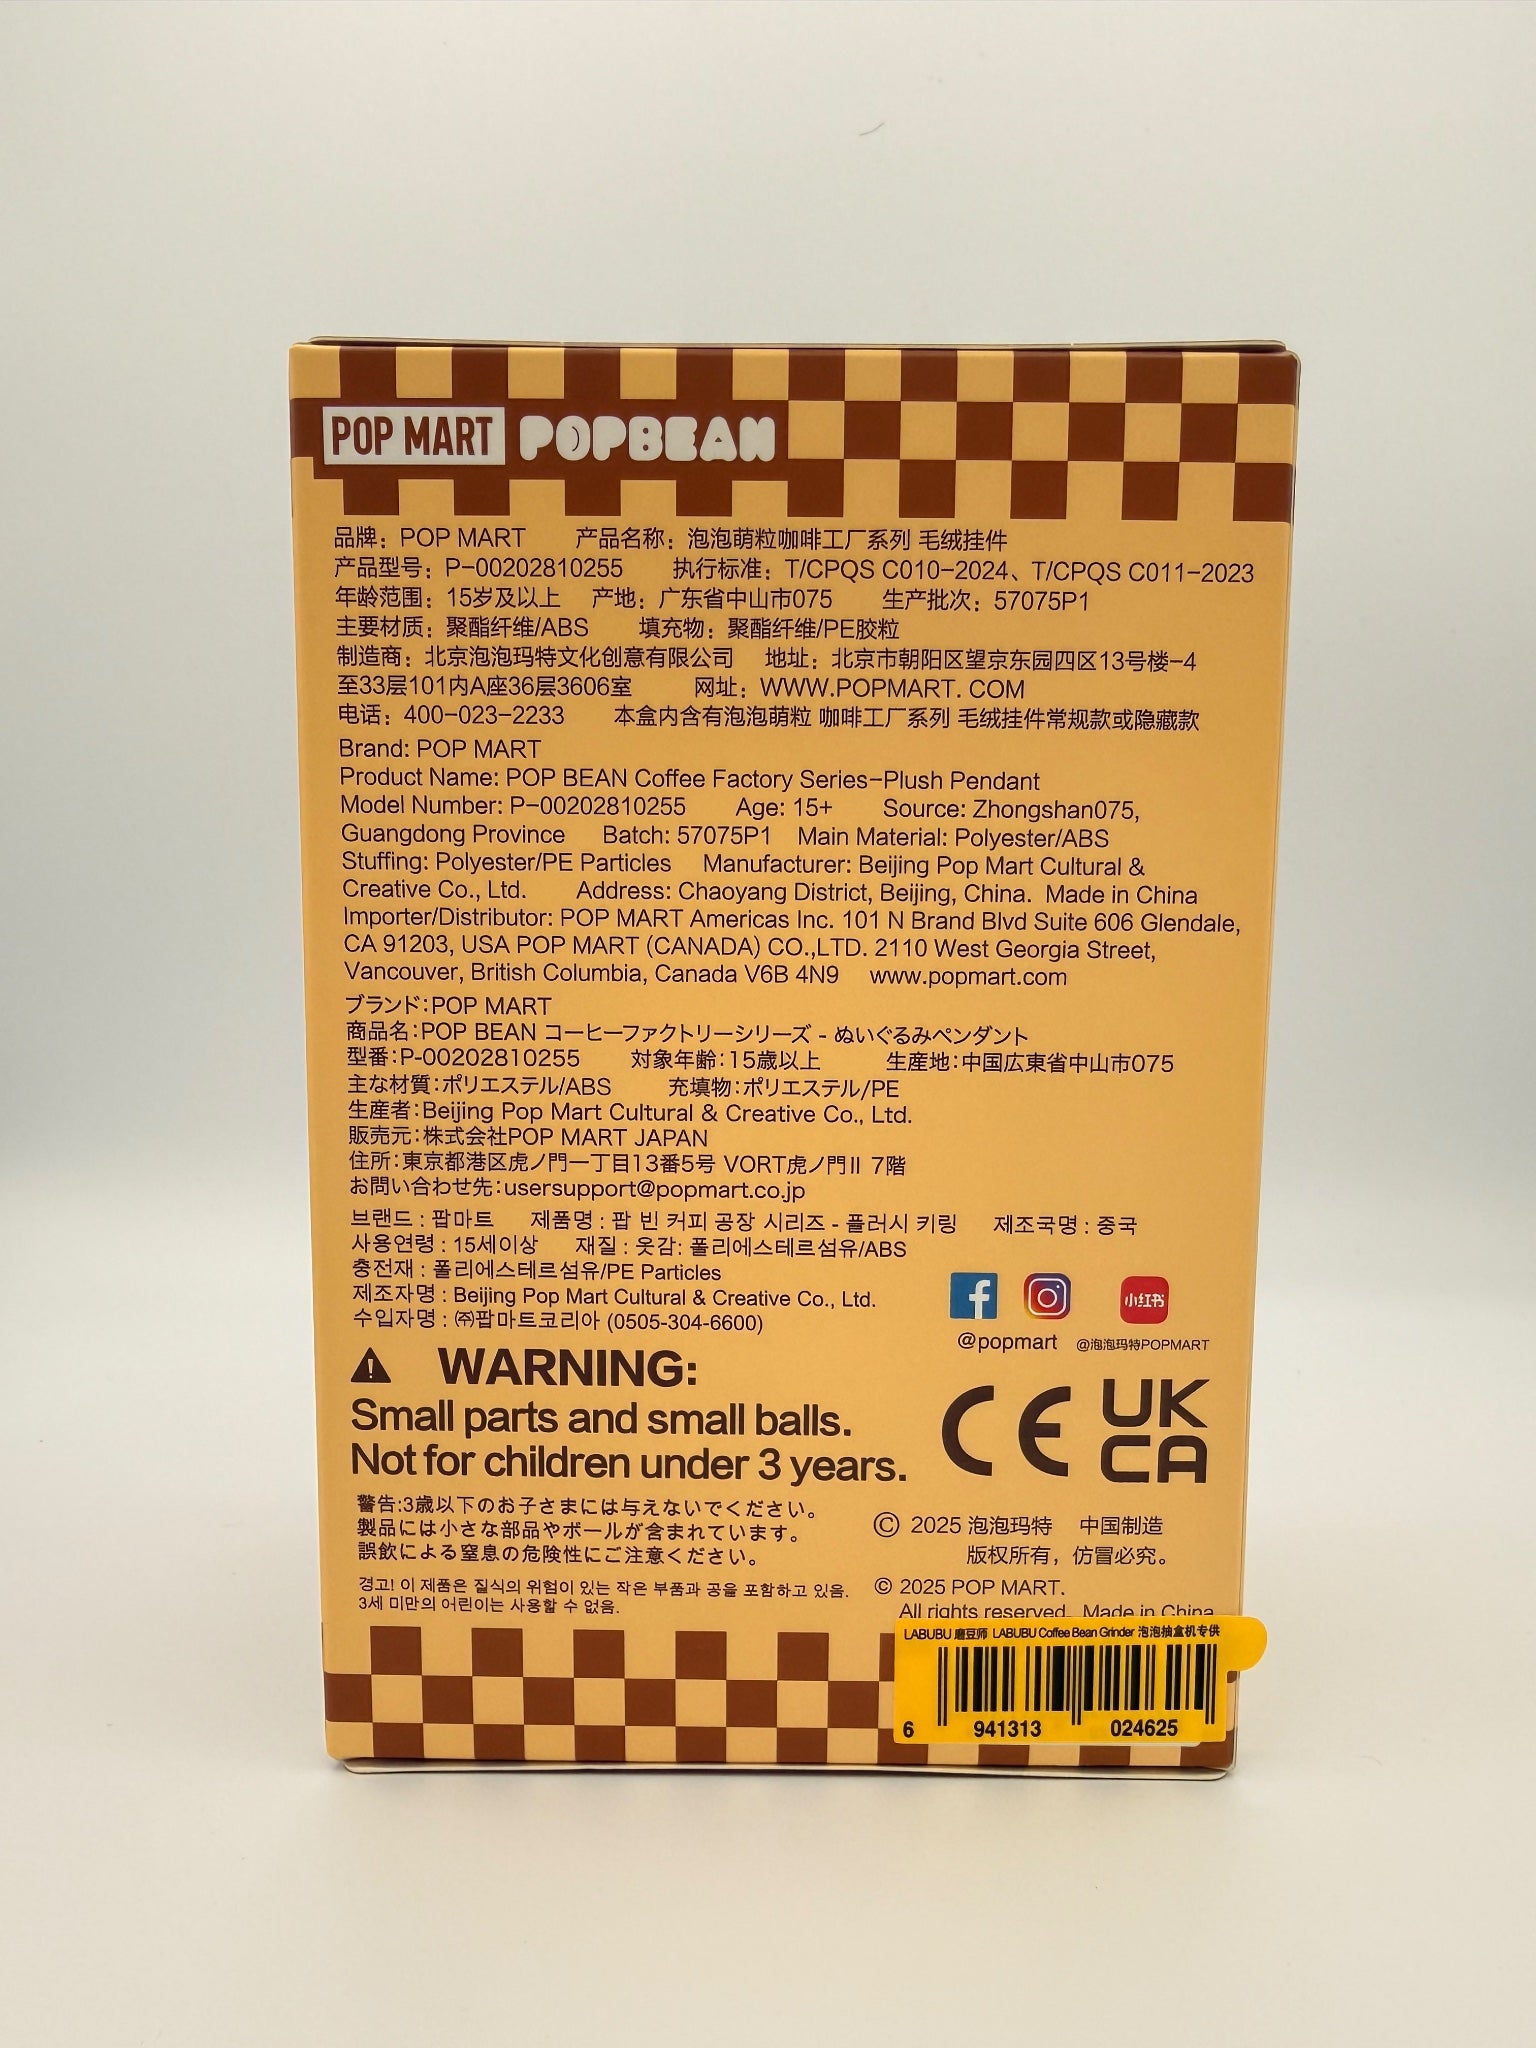 POP MART POPBEAN
品牌：POP MART 产品名称：泡泡萌粒咖啡工厂系列 毛绒挂件
产品型号：P-00202810255 执行标准：T/CPQS C010-2024、T/CPQS C011-2023
年龄范围：15岁及以上 产地：广东省中山市075 生产批次：57075P1
主要材质：聚酯纤维/ABS 填充物：聚酯纤维/PE胶粒
制造商：北京泡泡玛特文化创意有限公司 地址：北京市朝阳区望京东园四区13号楼-4
至33层101内A座36层3606室 网址：WWW.POPMART. COM
电话：400-023-2233 本盒内含有泡泡萌粒 咖啡工厂系列 毛绒挂件常规款或隐藏款
Brand: POP MART
Product Name: POP BEAN Coffee Factory Series-Plush Pendant
Model Number: P-00202810255 Age: 15+ Source: Zhongshan075,
Guangdong Province Batch: 57075P1 Main Material: Polyester/ABS
Stuffing: Polyester/PE Particles Manufacturer: Beijing Pop Mart Cultural &
Creative Co., Ltd. Address: Chaoyang District, Beijing, China. Made in China
Importer/Distributor: POP MART Americas Inc. 101 N Brand Blvd Suite 606 Glendale,
CA 91203, USA POP MART (CANADA) CO.,LTD. 2110 West Georgia Street,
Vancouver, British Columbia, Canada V6B 4N9 www.popmart.com
ブランド:POP MART
商品名:POP BEAN コーヒーファクトリーシリーズ - ぬいぐるみペンダント
型番:P-00202810255 対象年齢:15歳以上 生産地:中国広東省中山市075
主な材質:ポリエステル/ABS 充填物:ポリエステル/PE
生産者:Beijing Pop Mart Cultural & Creative Co., Ltd.
販売元:株式会社POP MART JAPAN
住所:東京都港区虎ノ門一丁目13番5号 VORT虎ノ門II 7階
お問い合わせ先:usersupport@popmart.co.jp
브랜드 : 팝마트 제품명 : 팝 빈 커피 공장 시리즈 - 플러시 키링 제조국명 : 중국
사용연령 : 15세이상 재질 : 옷감: 폴리에스테르섬유/ABS
충전재 : 폴리에스테르섬유/PE Particles
제조자명 : Beijing Pop Mart Cultural & Creative Co., Ltd.
수입자명 : ㈜팝마트코리아 (0505-304-6600)
小红书
@popmart @泡泡玛特POPMART
WARNING:
Small parts and small balls.
Not for children under 3 years.
CE UK CA
警告:3歳以下のお子さまには与えないでください。
製品には小さな部品やボールが含まれています。
誤飲による窒息の危険性にご注意ください。
경고! 이 제품은 질식의 위험이 있는 작은 부품과 공을 포함하고 있음.
3세 미만의 어린이는 사용할 수 없음.
© 2025 泡泡玛特 中国制造
版权所有，仿冒必究。
© 2025 POP MART.
All rights reserved. Made in China
LABUBU 磨豆师 LABUBU Coffee Bean Grinder 泡泡抽盒机专供
6 941313 024625